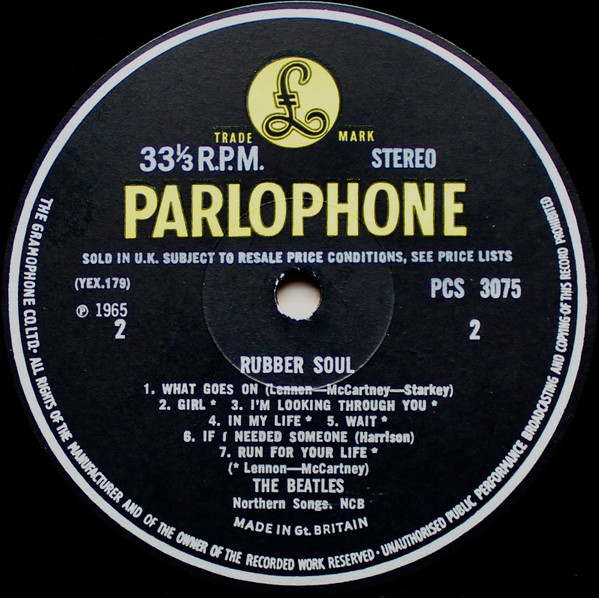 £
TRADE MARK
33⅓ R.P.M. STEREO
PARLOPHONE
SOLD IN U.K. SUBJECT TO RESALE PRICE CONDITIONS, SEE PRICE LISTS
(YEX.179) PCS 3075
℗ 1965
2 2
RUBBER SOUL
1. WHAT GOES ON (Lennon—McCartney—Starkey)
2. GIRL * 3. I'M LOOKING THROUGH YOU *
4. IN MY LIFE * 5. WAIT *
6. IF I NEEDED SOMEONE (Harrison)
7. RUN FOR YOUR LIFE *
(* Lennon—McCartney)
THE BEATLES
Northern Songs. NCB
MADE IN Gt. BRITAIN
THE GRAMOPHONE CO. LTD. · ALL RIGHTS OF THE MANUFACTURER AND OF THE OWNER OF THE RECORDED WORK RESERVED · UNAUTHORISED PUBLIC PERFORMANCE BROADCASTING AND COPYING OF THIS RECORD PROHIBITED